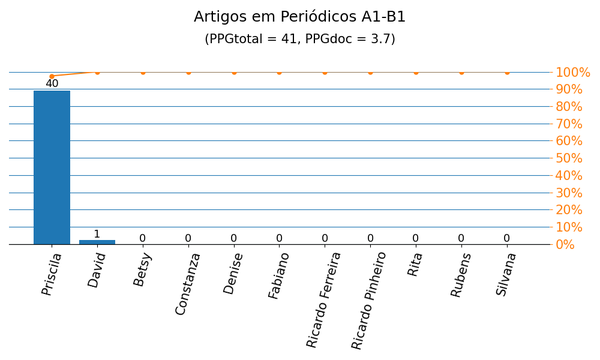 Artigos em Periódicos A1-B1
(PPGtotal = 41, PPGdoc = 3.7)
40
1
0
0
0
0
0
0
0
0
0
100%
90%
80%
70%
60%
50%
40%
30%
20%
10%
0%
Priscila
David
Betsy
Constanza
Denise
Fabiano
Ricardo Ferreira
Ricardo Pinheiro
Rita
Rubens
Silvana